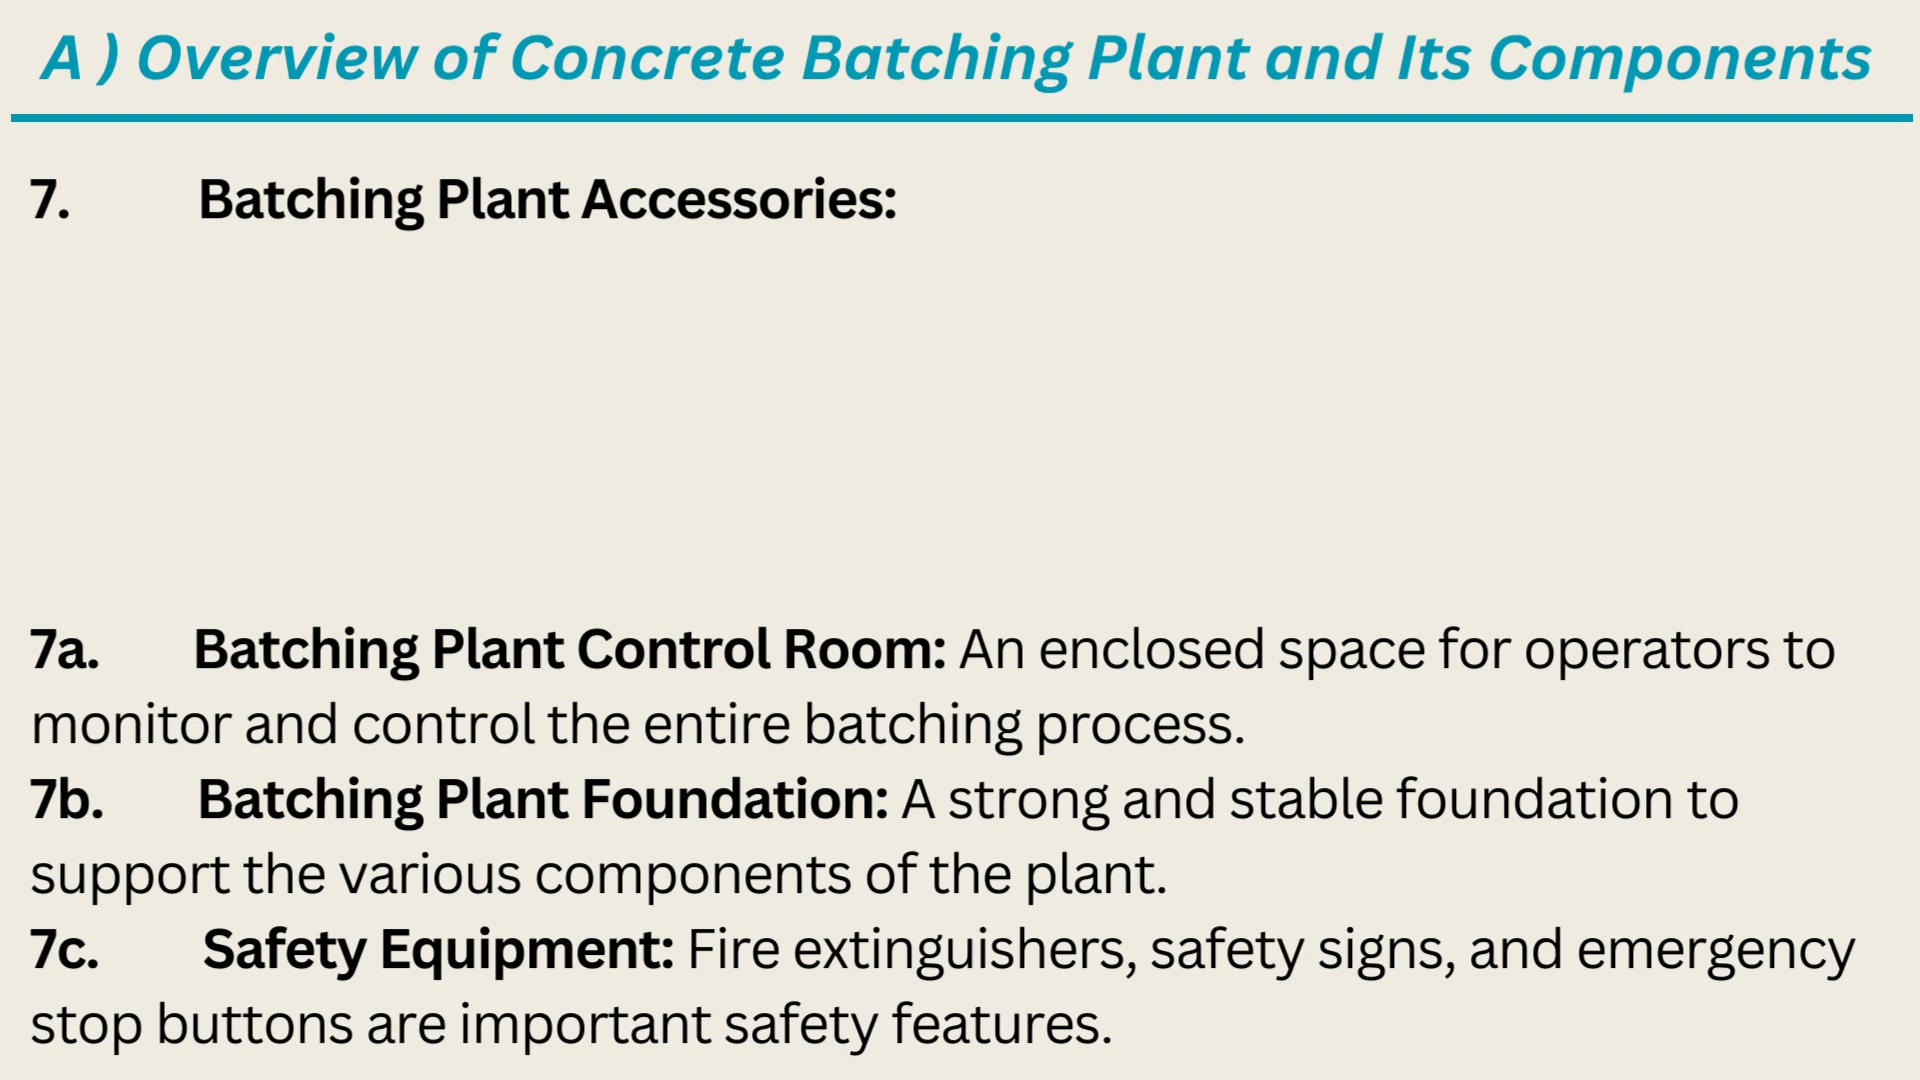 A ) Overview of Concrete Batching Plant and Its Components
7. Batching Plant Accessories:
7a. Batching Plant Control Room: An enclosed space for operators to
monitor and control the entire batching process.
7b. Batching Plant Foundation: A strong and stable foundation to
support the various components of the plant.
7c. Safety Equipment: Fire extinguishers, safety signs, and emergency
stop buttons are important safety features.